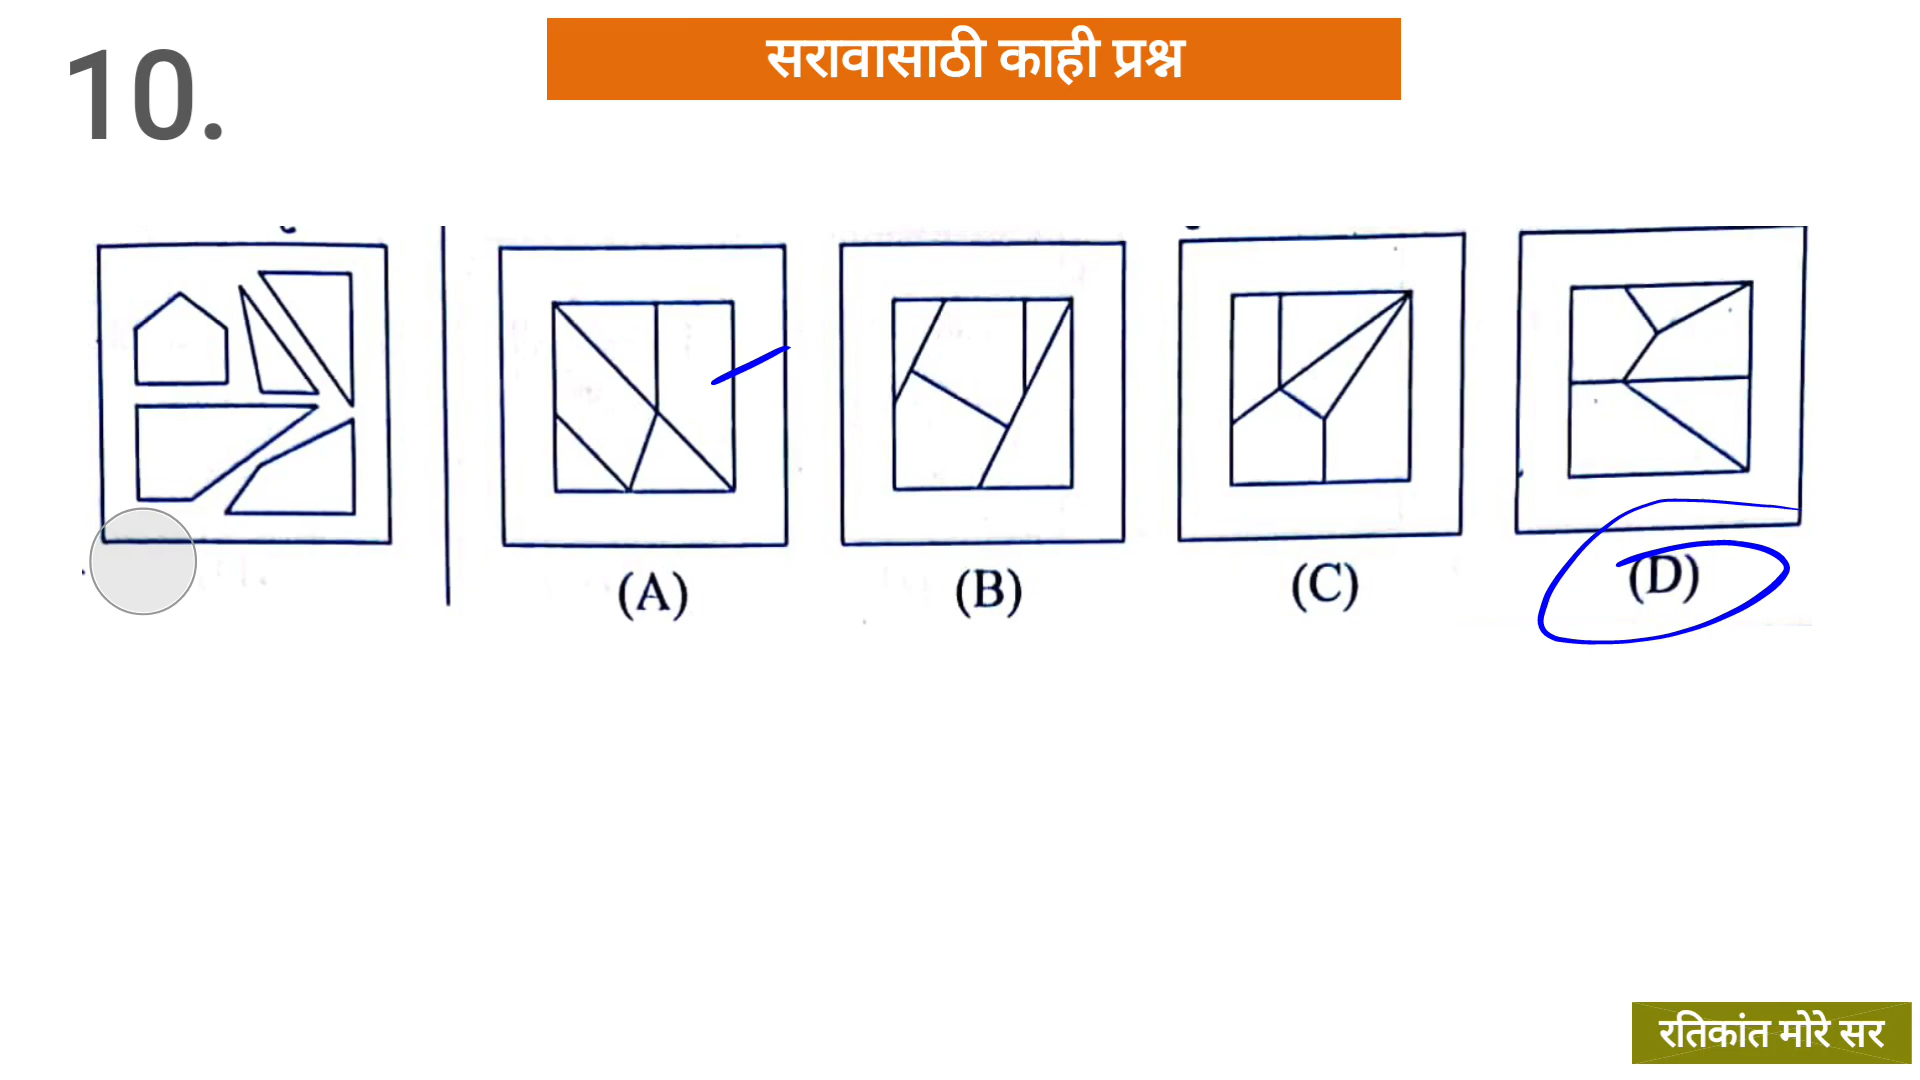 10.
सरावासाठी काही प्रश्न
(A)
(B)
(C)
(D)
रतिकांत मोरे सर